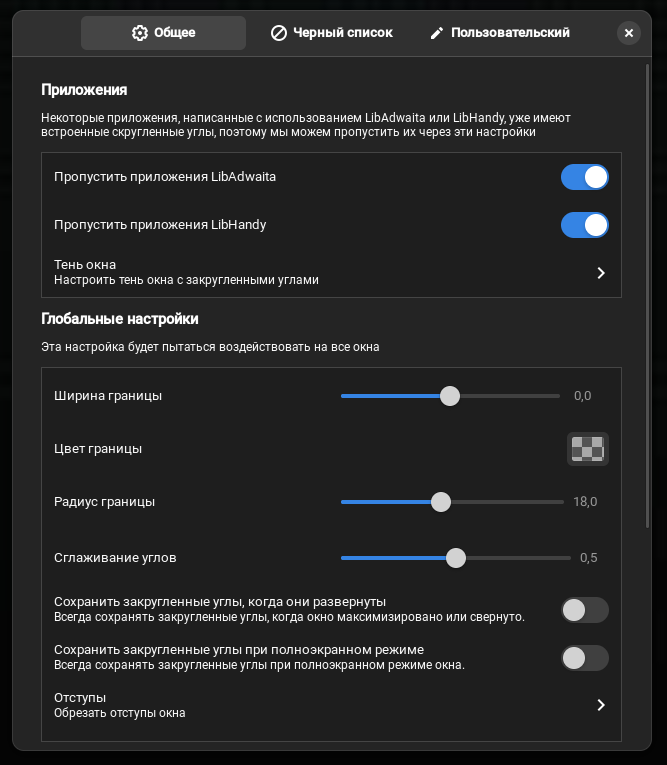 Общее
Черный список
Пользовательский
Приложения
Некоторые приложения, написанные с использованием LibAdwaita или LibHandy, уже имеют
встроенные скругленные углы, поэтому мы можем пропустить их через эти настройки
Пропустить приложения LibAdwaita
Пропустить приложения LibHandy
Тень окна
Настроить тень окна с закругленными углами
Глобальные настройки
Эта настройка будет пытаться воздействовать на все окна
Ширина границы
0,0
Цвет границы
Радиус границы
18,0
Сглаживание углов
0,5
Сохранить закругленные углы, когда они развернуты
Всегда сохранять закругленные углы, когда окно максимизировано или свернуто.
Сохранить закругленные углы при полноэкранном режиме
Всегда сохранять закругленные углы при полноэкранном режиме окна.
Отступы
Обрезать отступы окна